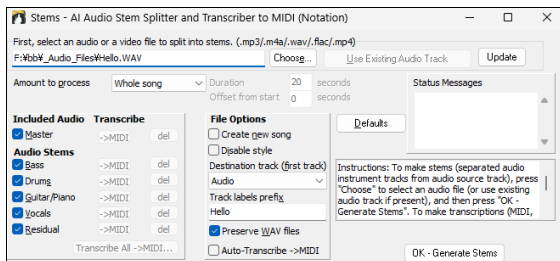 Stems - AI Audio Stem Splitter and Transcriber to MIDI (Notation)
First, select an audio or a video file to split into stems. (.mp3/.m4a/.wav/.flac/.mp4)
F:¥bb¥_Audio_Files¥Hello.WAV Choose... Use Existing Audio Track Update
Amount to process Whole song Duration 20 seconds Status Messages
Offset from start 0 seconds
Included Audio Transcribe File Options
Master ->MIDI del Create new song Defaults
Audio Stems Disable style
Bass ->MIDI del Destination track (first track)
Drums ->MIDI del Audio
Guitar/Piano ->MIDI del Track labels prefix
Vocals ->MIDI del Hello
Residual ->MIDI del Preserve WAV files
Transcribe All ->MIDI... Auto-Transcribe ->MIDI
Instructions: To make stems (separated audio
instrument tracks from audio source track), press
"Choose" to select an audio file (or use existing
audio track if present), and then press "OK -
Generate Stems". To make transcriptions (MIDI,
OK - Generate Stems